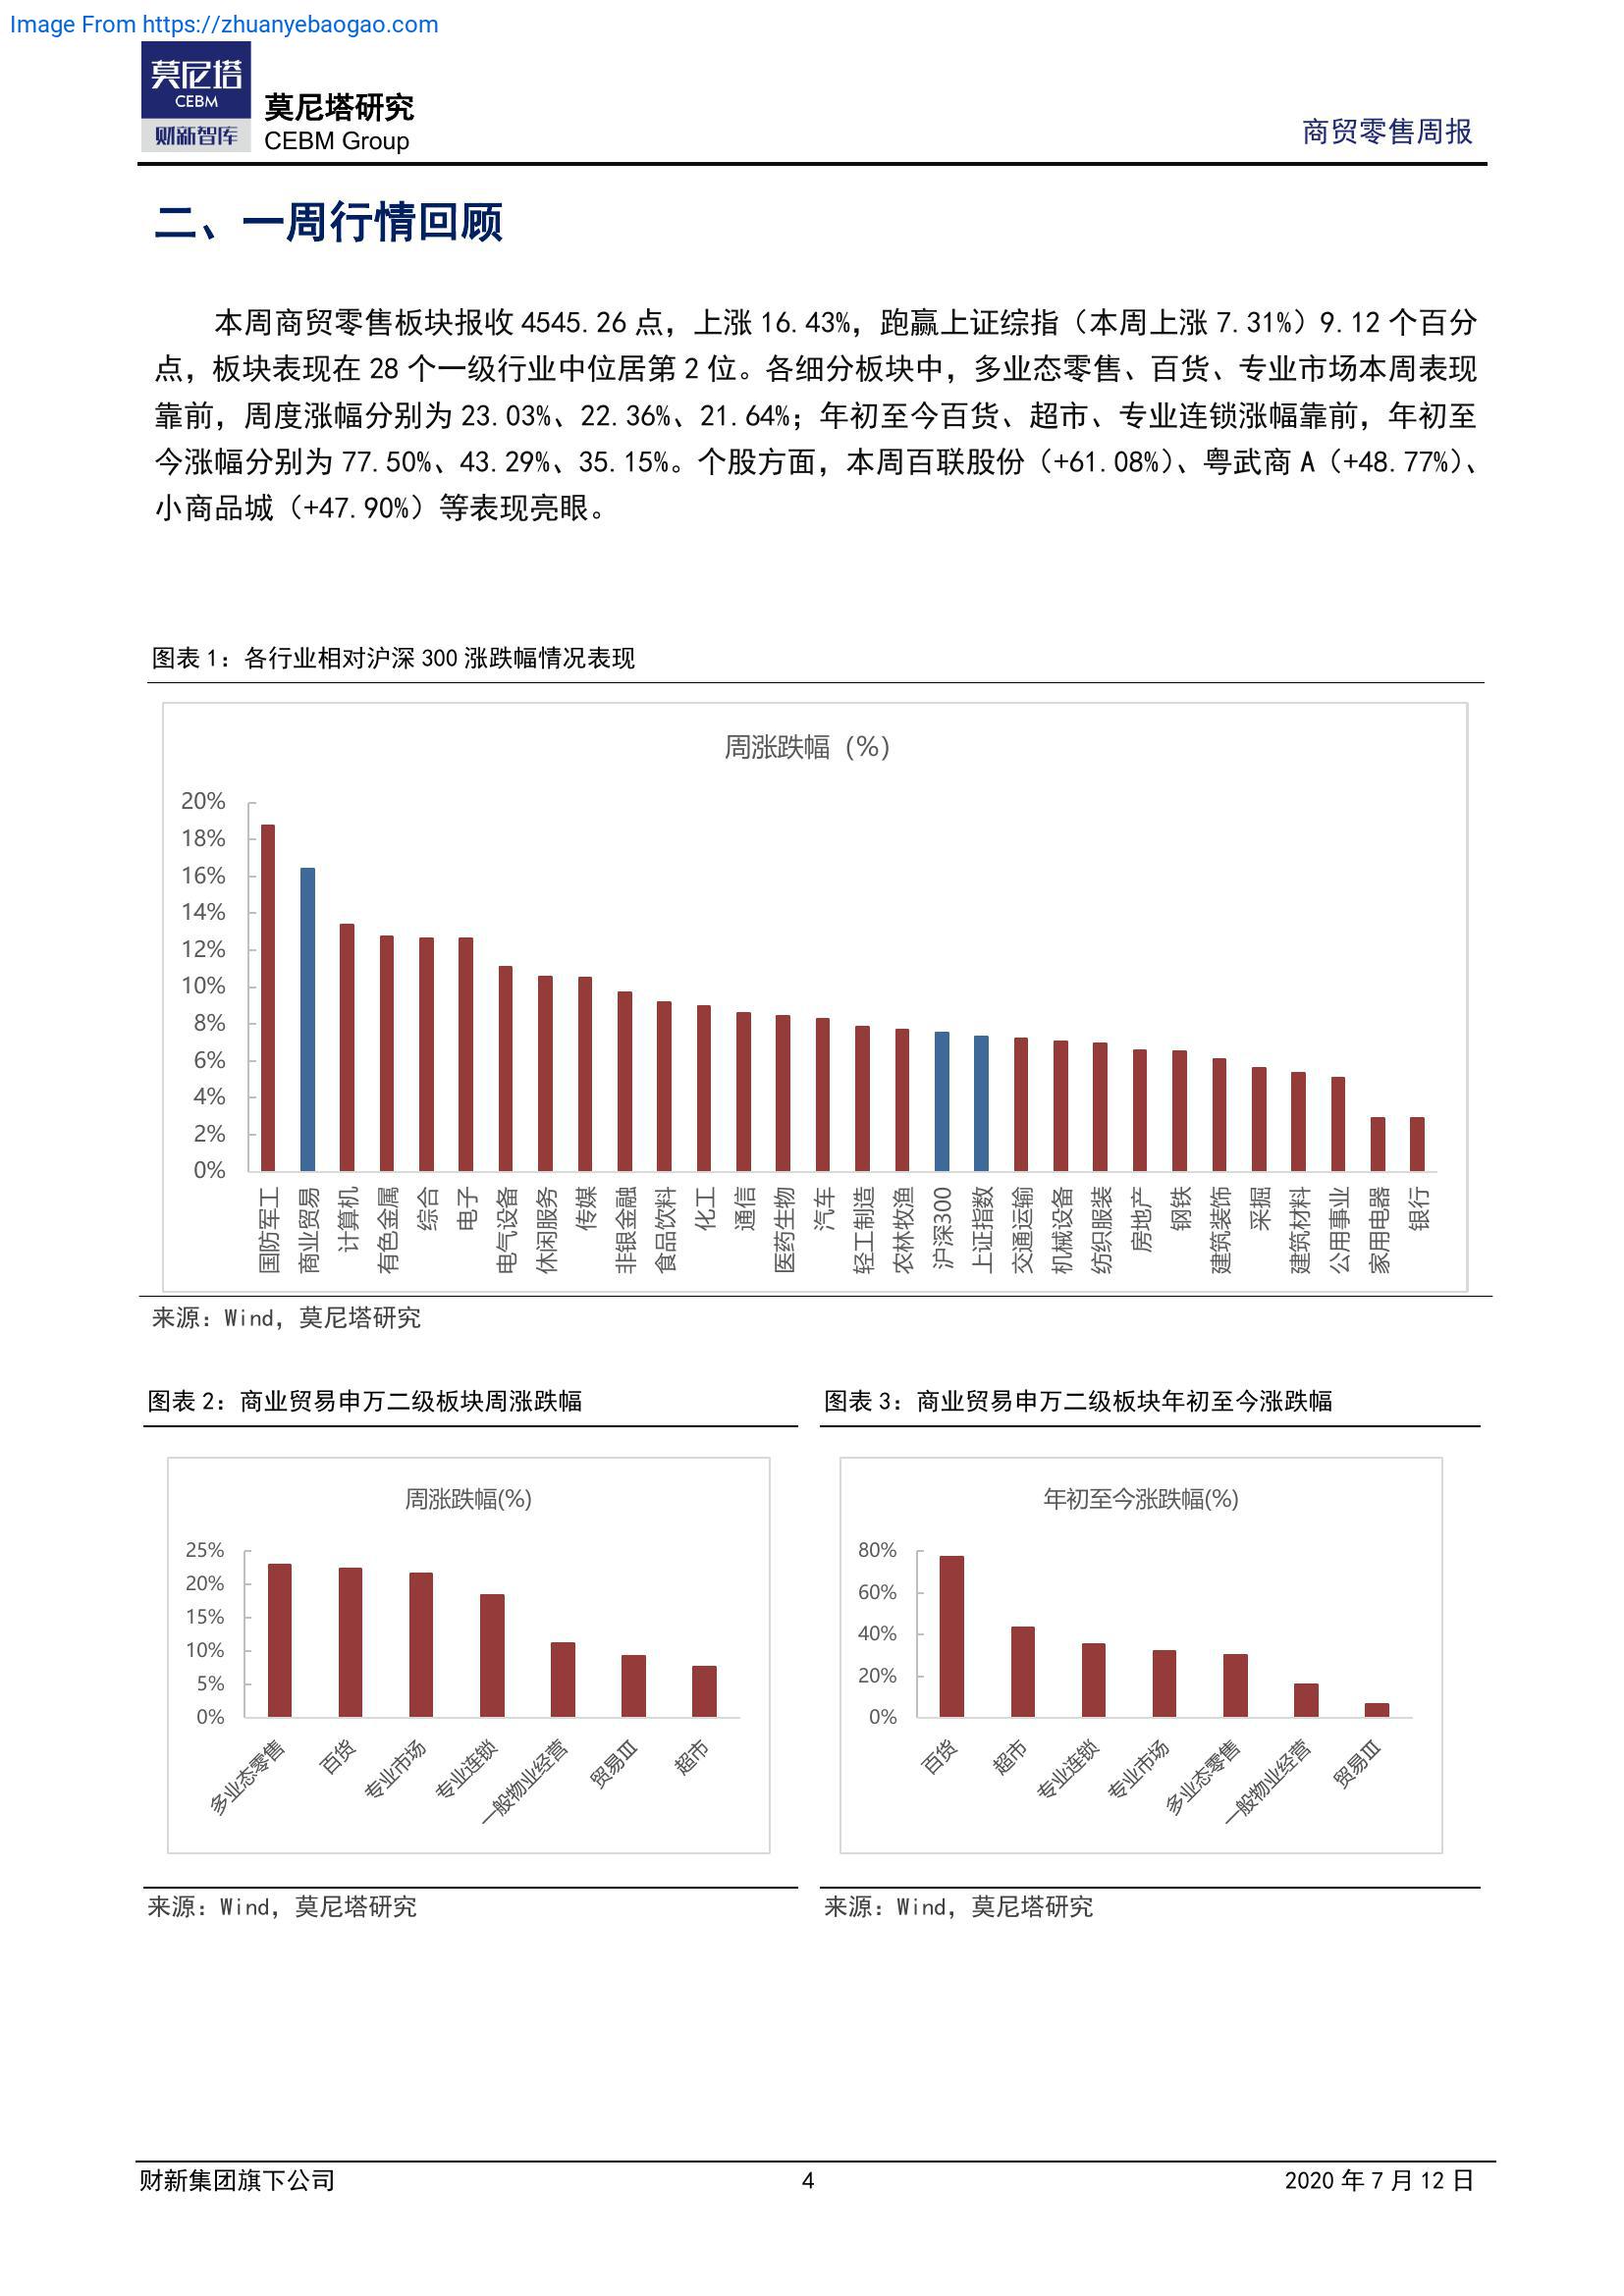 Image From https://zhuanyebaogao.com
莫尼塔
CEBM
财新智库
莫尼塔研究
CEBM Group
商贸零售周报
二、一周行情回顾
本周商贸零售板块报收 4545.26 点，上涨 16.43%，跑赢上证综指（本周上涨 7.31%）9.12 个百分
点，板块表现在 28 个一级行业中位居第 2 位。各细分板块中，多业态零售、百货、专业市场本周表现
靠前，周度涨幅分别为 23.03%、22.36%、21.64%；年初至今百货、超市、专业连锁涨幅靠前，年初至
今涨幅分别为 77.50%、43.29%、35.15%。个股方面，本周百联股份（+61.08%）、粤武商 A（+48.77%）、
小商品城（+47.90%）等表现亮眼。
图表 1：各行业相对沪深 300 涨跌幅情况表现
周涨跌幅（%）
20%
18%
16%
14%
12%
10%
8%
6%
4%
2%
0%
国防军工
商业贸易
计算机
有色金属
综合
电子
电气设备
休闲服务
传媒
非银金融
食品饮料
化工
通信
医药生物
汽车
轻工制造
农林牧渔
沪深300
上证指数
交通运输
机械设备
纺织服装
房地产
钢铁
建筑装饰
采掘
建筑材料
公用事业
家用电器
银行
来源：Wind，莫尼塔研究
图表 2：商业贸易申万二级板块周涨跌幅
周涨跌幅(%)
25%
20%
15%
10%
5%
0%
多业态零售
百货
专业市场
专业连锁
一般物业经营
贸易Ⅲ
超市
来源：Wind，莫尼塔研究
图表 3：商业贸易申万二级板块年初至今涨跌幅
年初至今涨跌幅(%)
80%
60%
40%
20%
0%
百货
超市
专业连锁
专业市场
多业态零售
一般物业经营
贸易Ⅲ
来源：Wind，莫尼塔研究
财新集团旗下公司
4
2020 年 7 月 12 日